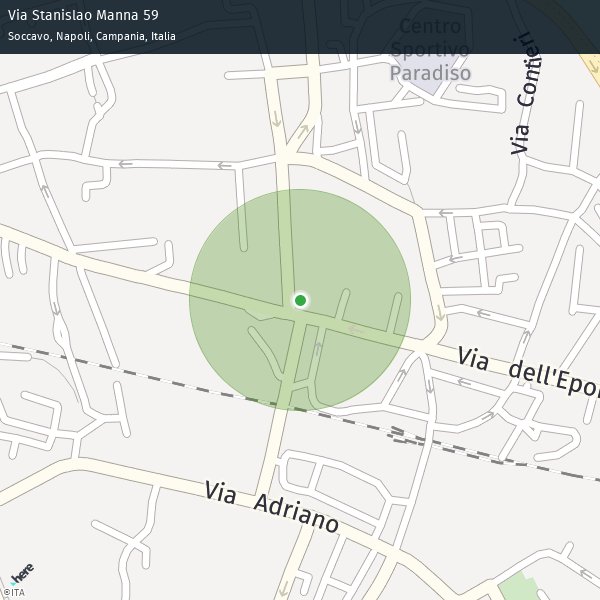 Via Stanislao Manna 59
Soccavo, Napoli, Campania, Italia
Centro
Sportivo
Paradiso
Via Contieri
Via dell'Epo
Via Adriano
here
©ITA